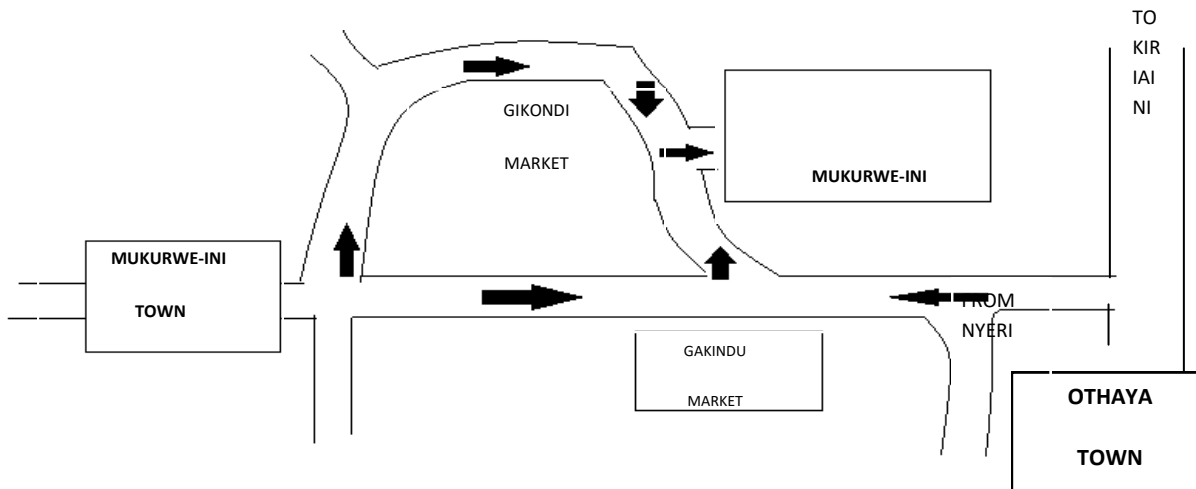 TO
KIR
IAI
NI
GIKONDI
MARKET
MUKURWE-INI
MUKURWE-INI
TOWN
FROM
NYERI
GAKINDU
MARKET
OTHAYA
TOWN